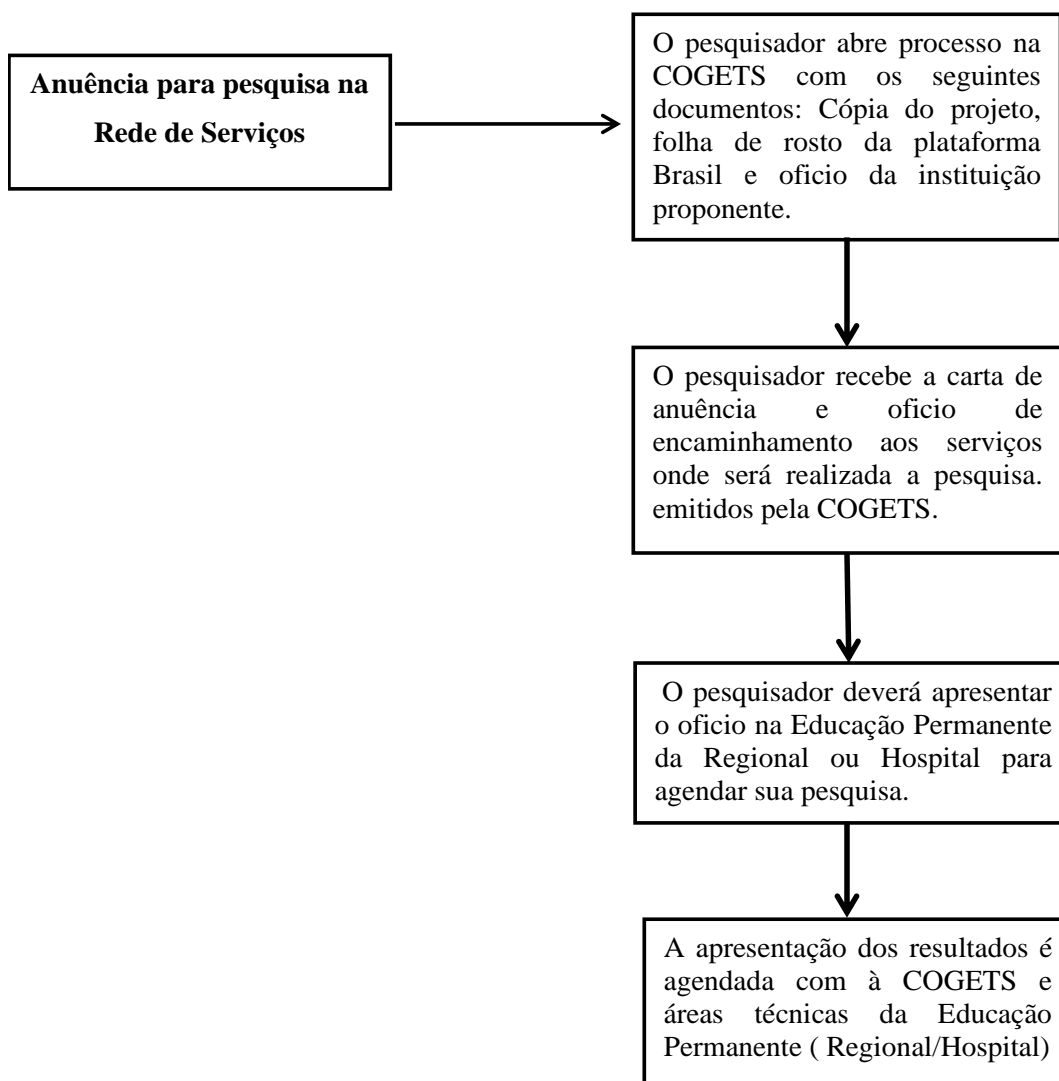 Anuência para pesquisa na
Rede de Serviços
O pesquisador abre processo na
COGETS com os seguintes
documentos: Cópia do projeto,
folha de rosto da plataforma
Brasil e oficio da instituição
proponente.
O pesquisador recebe a carta de
anuência e oficio de
encaminhamento aos serviços
onde será realizada a pesquisa.
emitidos pela COGETS.
O pesquisador deverá apresentar
o oficio na Educação Permanente
da Regional ou Hospital para
agendar sua pesquisa.
A apresentação dos resultados é
agendada com à COGETS e
áreas técnicas da Educação
Permanente ( Regional/Hospital)